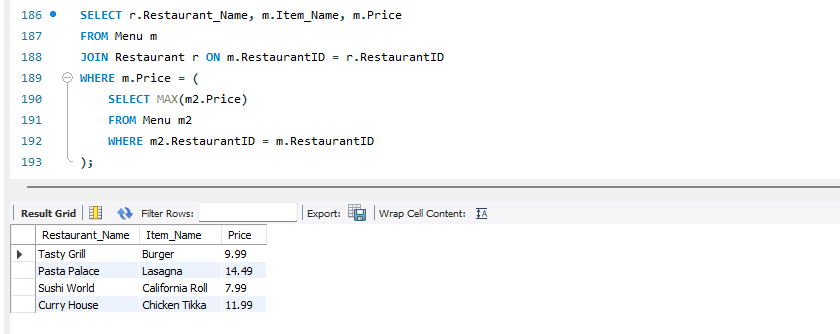 186 SELECT r.Restaurant_Name, m.Item_Name, m.Price
187 FROM Menu m
188 JOIN Restaurant r ON m.RestaurantID = r.RestaurantID
189 WHERE m.Price = (
190 SELECT MAX(m2.Price)
191 FROM Menu m2
192 WHERE m2.RestaurantID = m.RestaurantID
193 );
Result Grid Filter Rows: Export: Wrap Cell Content: IA
Restaurant_Name Item_Name Price
Tasty Grill Burger 9.99
Pasta Palace Lasagna 14.49
Sushi World California Roll 7.99
Curry House Chicken Tikka 11.99